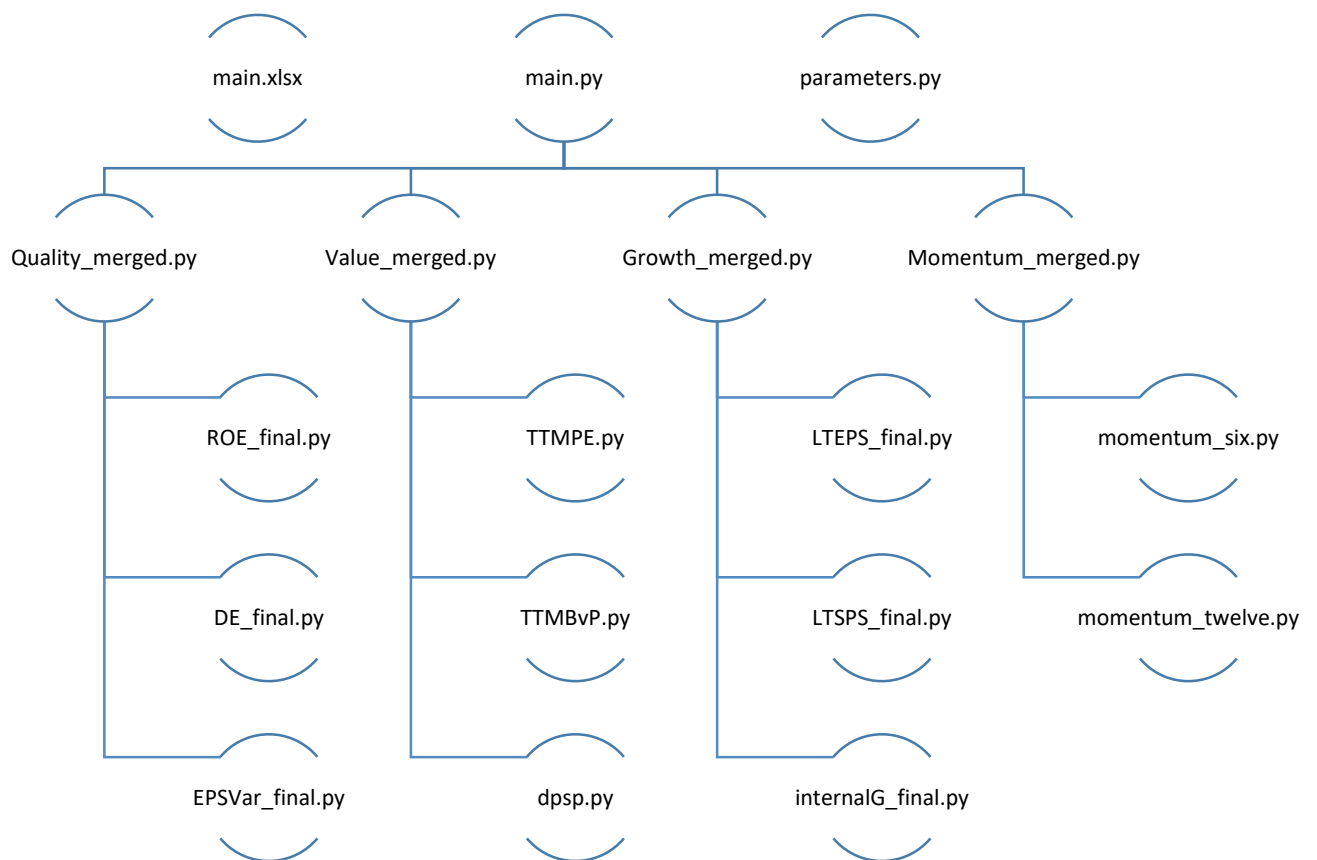 main.xlsx
main.py
parameters.py
Quality_merged.py
Value_merged.py
Growth_merged.py
Momentum_merged.py
ROE_final.py
TTMPE.py
LTEPS_final.py
momentum_six.py
DE_final.py
TTMBvP.py
LTSPS_final.py
momentum_twelve.py
EPSVar_final.py
dpsp.py
internalG_final.py